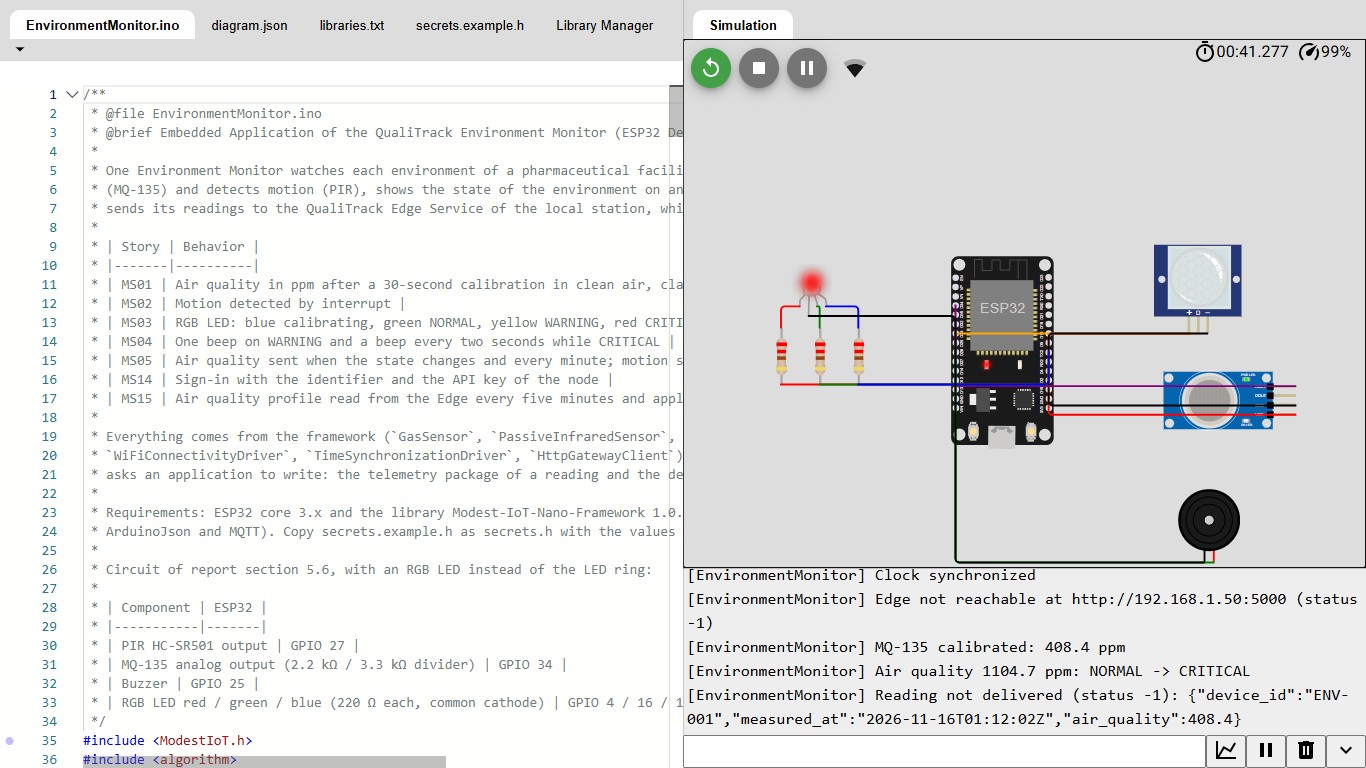 EnvironmentMonitor.ino diagram.json libraries.txt secrets.example.h Library Manager
Simulation
00:41.277 99%
1 /**
2 * @file EnvironmentMonitor.ino
3 * @brief Embedded Application of the QualiTrack Environment Monitor (ESP32 De
4 *
5 * One Environment Monitor watches each environment of a pharmaceutical facili
6 * (MQ-135) and detects motion (PIR), shows the state of the environment on an
7 * sends its readings to the QualiTrack Edge Service of the local station, whi
8 *
9 * | Story | Behavior |
10 * |-------|----------|
11 * | MS01 | Air quality in ppm after a 30-second calibration in clean air, cla
12 * | MS02 | Motion detected by interrupt |
13 * | MS03 | RGB LED: blue calibrating, green NORMAL, yellow WARNING, red CRITI
14 * | MS04 | One beep on WARNING and a beep every two seconds while CRITICAL |
15 * | MS05 | Air quality sent when the state changes and every minute; motion s
16 * | MS14 | Sign-in with the identifier and the API key of the node |
17 * | MS15 | Air quality profile read from the Edge every five minutes and appl
18 *
19 * Everything comes from the framework (`GasSensor`, `PassiveInfraredSensor`,
20 * `WiFiConnectivityDriver`, `TimeSynchronizationDriver`, `HttpGatewayClient`)
21 * asks an application to write: the telemetry package of a reading and the de
22 *
23 * Requirements: ESP32 core 3.x and the library Modest-IoT-Nano-Framework 1.0.
24 * ArduinoJson and MQTT). Copy secrets.example.h as secrets.h with the values
25 *
26 * Circuit of report section 5.6, with an RGB LED instead of the LED ring:
27 *
28 * | Component | ESP32 |
29 * |-----------|-------|
30 * | PIR HC-SR501 output | GPIO 27 |
31 * | MQ-135 analog output (2.2 kΩ / 3.3 kΩ divider) | GPIO 34 |
32 * | Buzzer | GPIO 25 |
33 * | RGB LED red / green / blue (220 Ω each, common cathode) | GPIO 4 / 16 / 1
34 */
35 #include <ModestIoT.h>
36 #include <algorithm>
ESP32
+ D -
[EnvironmentMonitor] Clock synchronized
[EnvironmentMonitor] Edge not reachable at http://192.168.1.50:5000 (status
-1)
[EnvironmentMonitor] MQ-135 calibrated: 408.4 ppm
[EnvironmentMonitor] Air quality 1104.7 ppm: NORMAL -> CRITICAL
[EnvironmentMonitor] Reading not delivered (status -1): {"device_id":"ENV-
001","measured_at":"2026-11-16T01:12:02Z","air_quality":408.4}